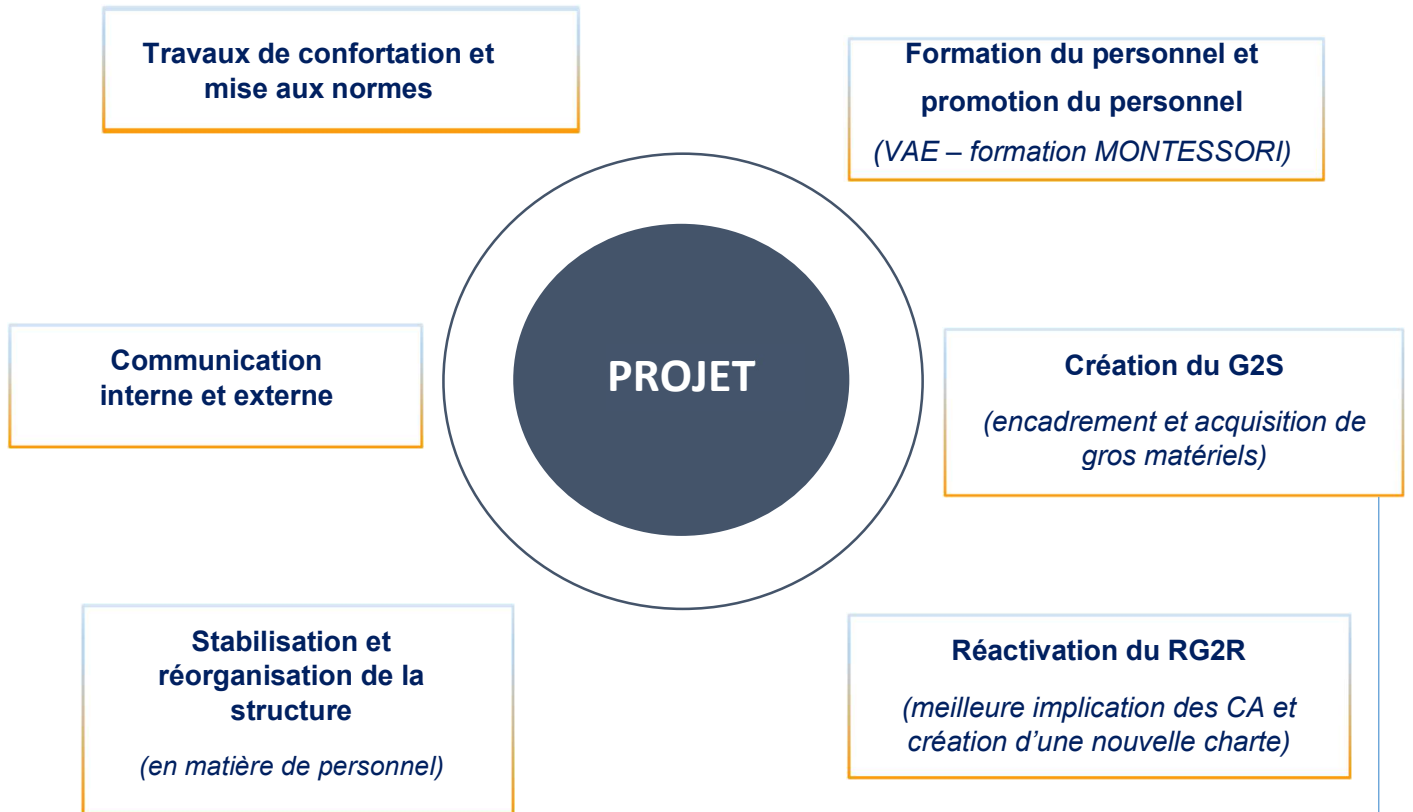 Travaux de confortation et
mise aux normes
Formation du personnel et
promotion du personnel
(VAE – formation MONTESSORI)
Communication
interne et externe
PROJET
Création du G2S
(encadrement et acquisition de
gros matériels)
Stabilisation et
réorganisation de la
structure
(en matière de personnel)
Réactivation du RG2R
(meilleure implication des CA et
création d’une nouvelle charte)